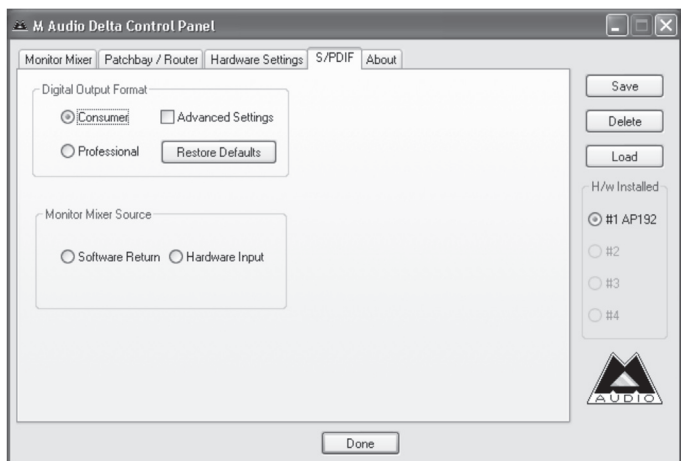 M Audio Delta Control Panel
Monitor Mixer Patchbay / Router Hardware Settings S/PDIF About
Digital Output Format
Consumer Advanced Settings
Professional Restore Defaults
Monitor Mixer Source
Software Return Hardware Input
Save
Delete
Load
H/w Installed
#1 AP192
#2
#3
#4
M
AUDIO
Done